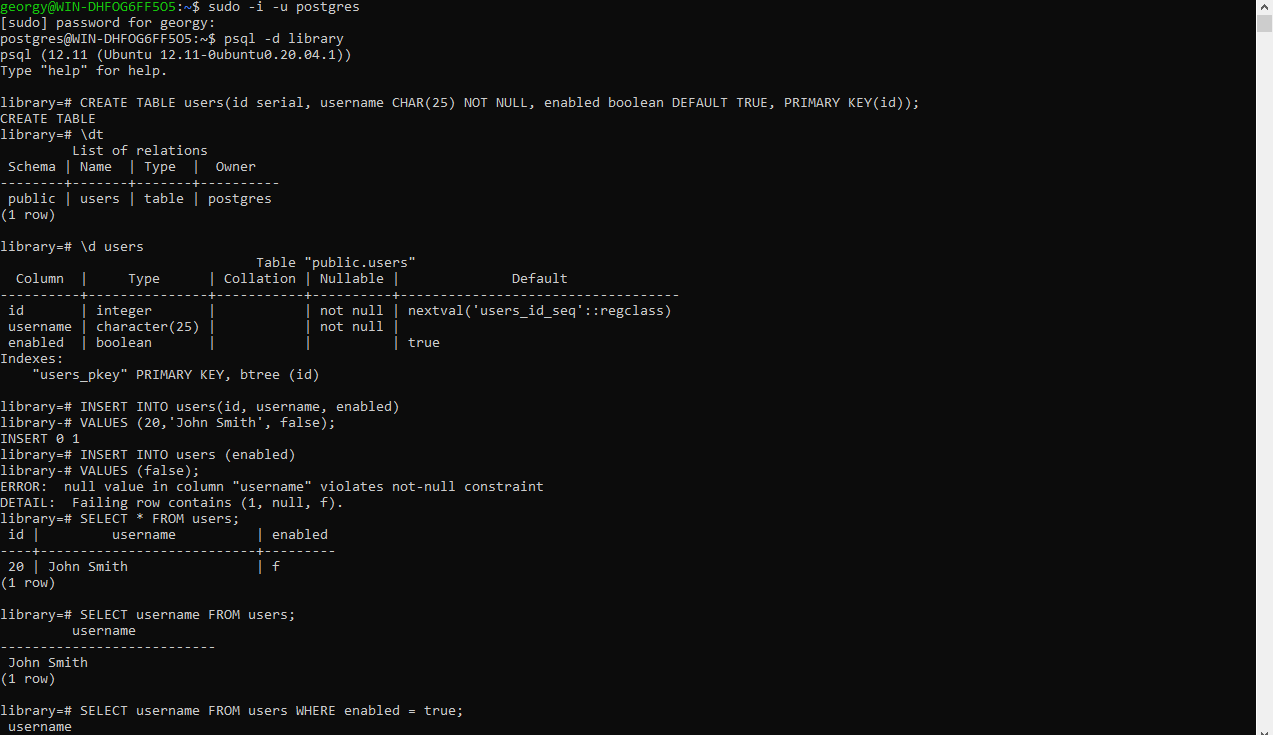 georgy@WIN-DHFOG6FF5O5:~$ sudo -i -u postgres
[sudo] password for georgy:
postgres@WIN-DHFOG6FF5O5:~$ psql -d library
psql (12.11 (Ubuntu 12.11-0ubuntu0.20.04.1))
Type "help" for help.

library=# CREATE TABLE users(id serial, username CHAR(25) NOT NULL, enabled boolean DEFAULT TRUE, PRIMARY KEY(id));
CREATE TABLE
library=# \dt
         List of relations
 Schema | Name  | Type  |  Owner
--------+-------+-------+----------
 public | users | table | postgres
(1 row)

library=# \d users
                                Table "public.users"
  Column  |     Type      | Collation | Nullable |              Default
----------+---------------+-----------+----------+-----------------------------------
 id       | integer       |           | not null | nextval('users_id_seq'::regclass)
 username | character(25) |           | not null |
 enabled  | boolean       |           |          | true
Indexes:
    "users_pkey" PRIMARY KEY, btree (id)

library=# INSERT INTO users(id, username, enabled)
library-# VALUES (20,'John Smith', false);
INSERT 0 1
library=# INSERT INTO users (enabled)
library-# VALUES (false);
ERROR:  null value in column "username" violates not-null constraint
DETAIL:  Failing row contains (1, null, f).
library=# SELECT * FROM users;
 id |         username          | enabled
----+---------------------------+---------
 20 | John Smith                | f
(1 row)

library=# SELECT username FROM users;
         username
---------------------------
 John Smith
(1 row)

library=# SELECT username FROM users WHERE enabled = true;
 username